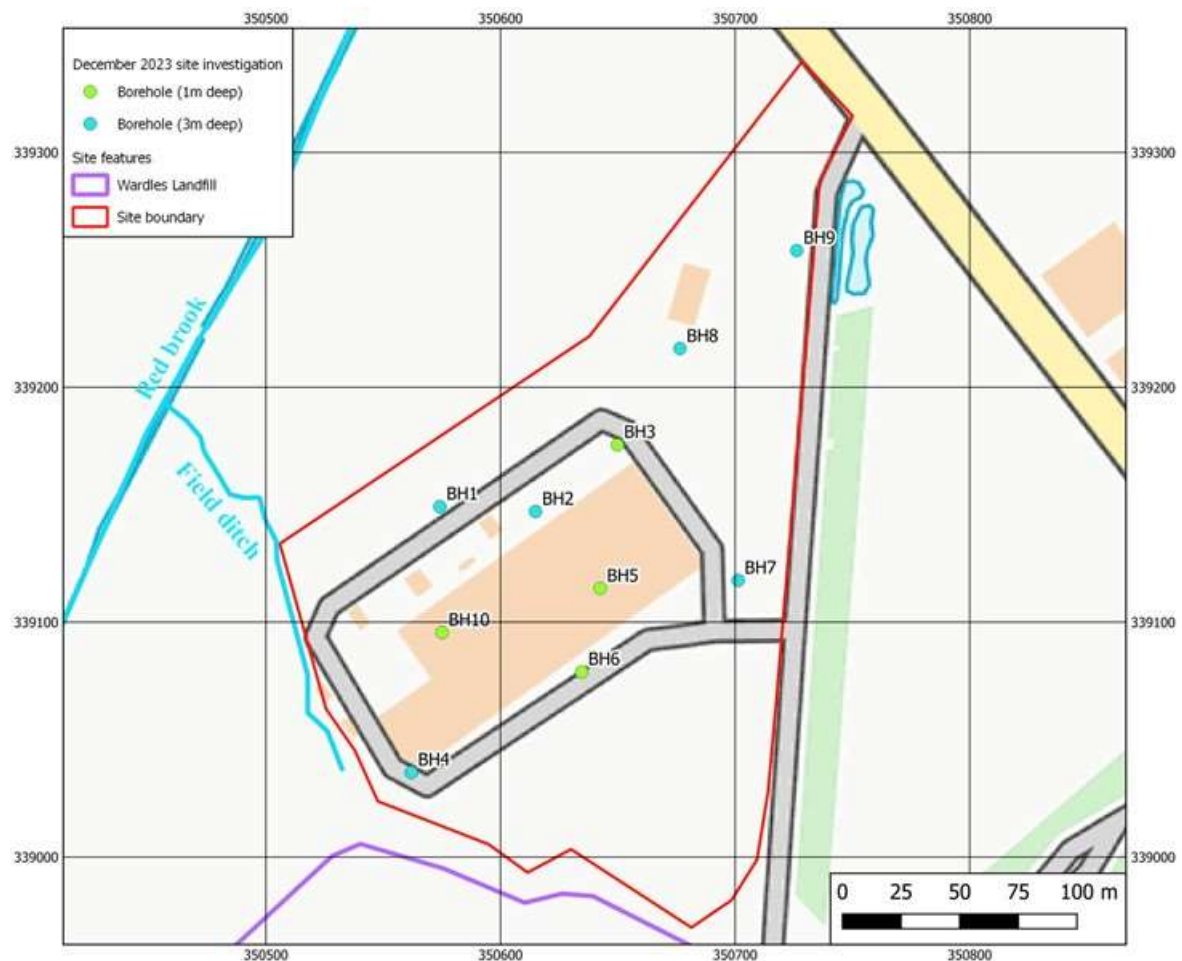 350500 350600 350700 350800
December 2023 site investigation
Borehole (1m deep)
Borehole (3m deep)
Site features
Wardles Landfill
Site boundary
339300 339300
BH9
Red brook
BH8
339200 339200
BH3
Field ditch
BH1 BH2
BH5 BH7
339100 339100
BH10
BH6
BH4
339000 339000
0 25 50 75 100 m
350500 350600 350700 350800